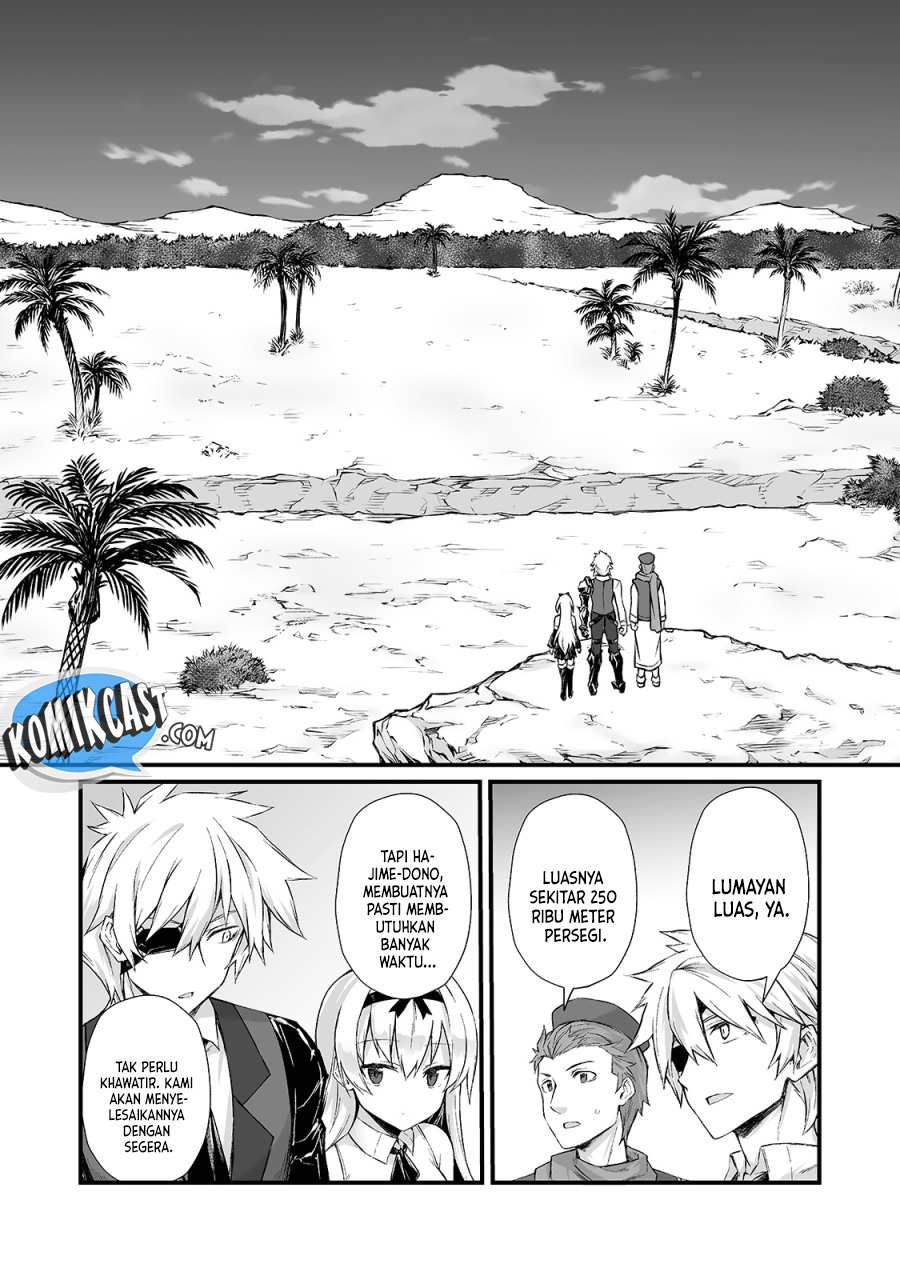 KOMIKCAST
.COM
LUMAYAN
LUAS, YA.
LUASNYA
SEKITAR 250
RIBU METER
PERSEGI.
TAPI HA-
JIME-DONO,
MEMBUATNYA
PASTI MEMB-
UTUHKAN
BANYAK
WAKTU...
TAK PERLU
KHAWATIR. KAMI
AKAN MENYE-
LESAIKANNYA
DENGAN
SEGERA.